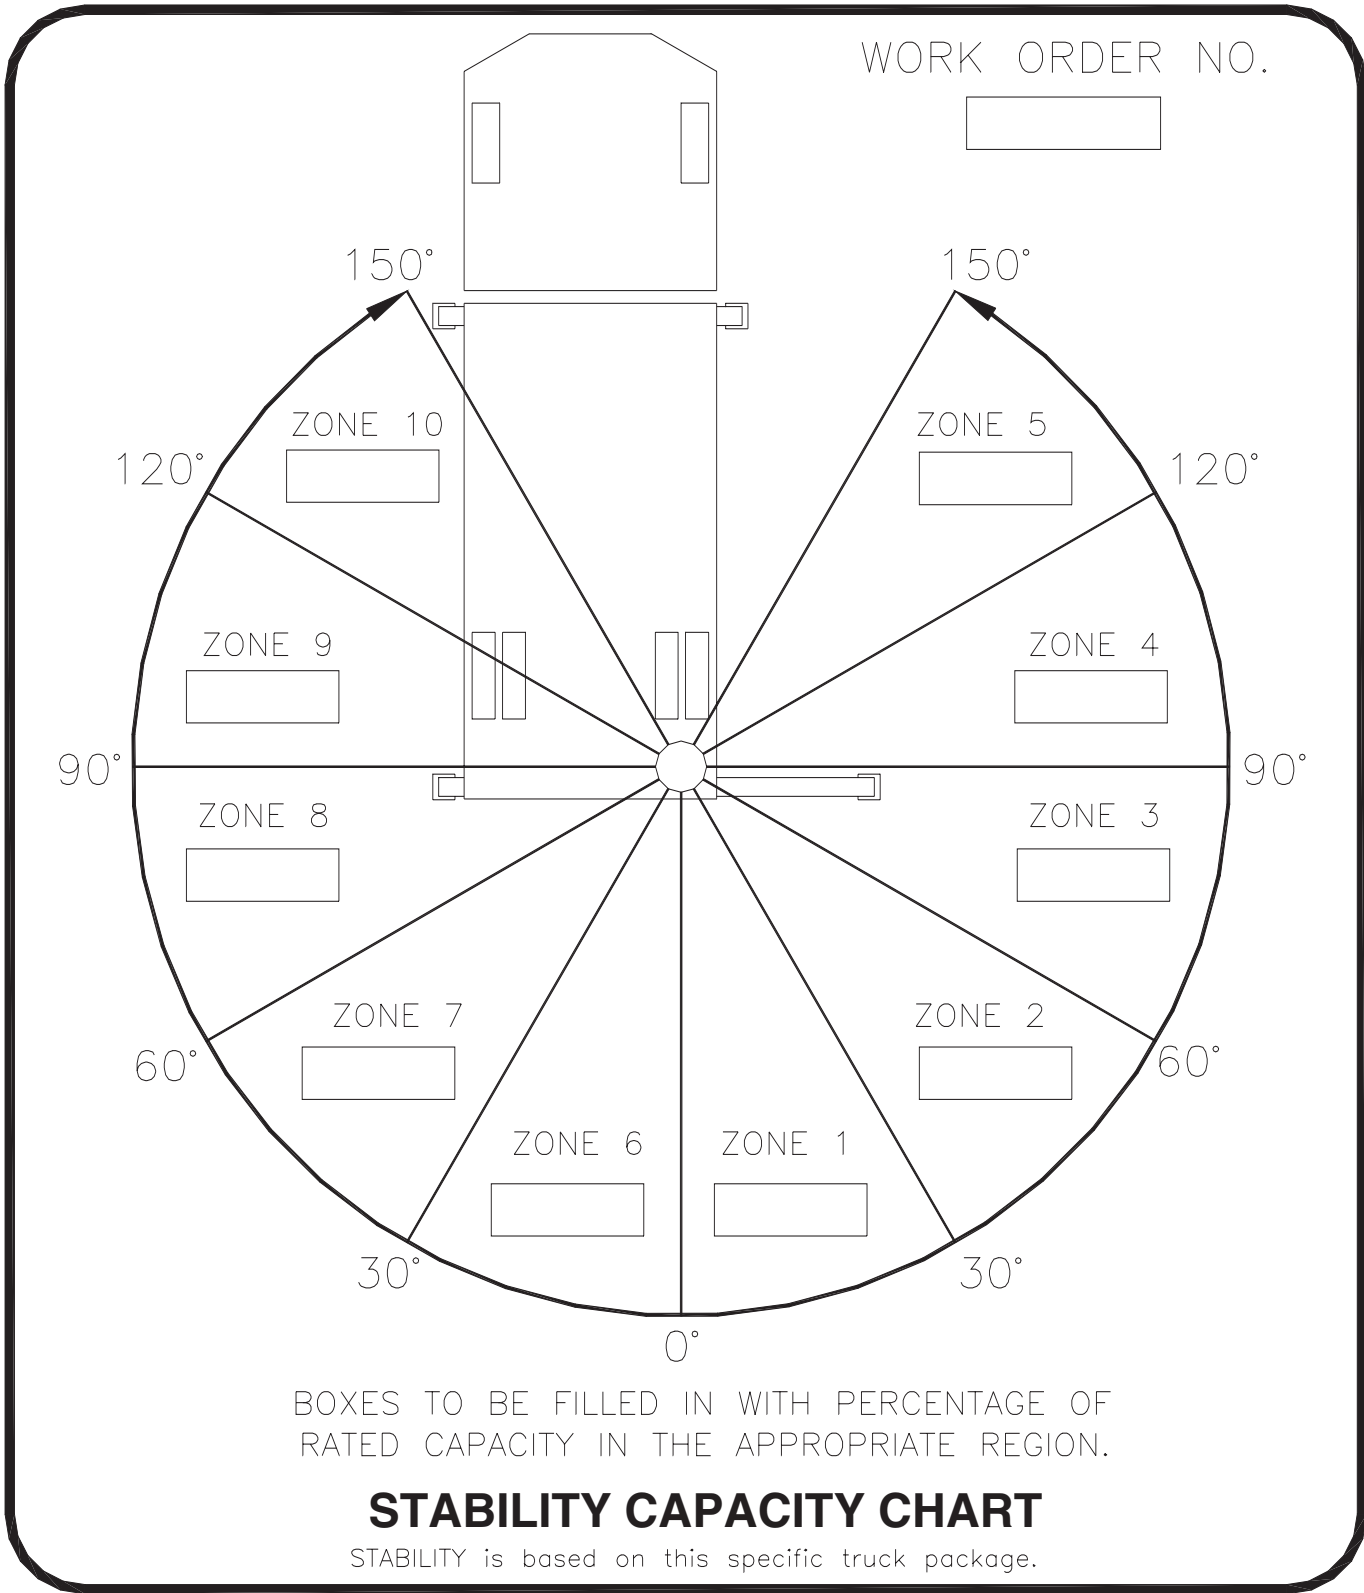 WORK ORDER NO.
150° 150°
ZONE 10 ZONE 5
120° 120°
ZONE 9 ZONE 4
90° 90°
ZONE 8 ZONE 3
ZONE 7 ZONE 2
60° 60°
ZONE 6 ZONE 1
30° 30°
0°
BOXES TO BE FILLED IN WITH PERCENTAGE OF
RATED CAPACITY IN THE APPROPRIATE REGION.
STABILITY CAPACITY CHART
STABILITY is based on this specific truck package.